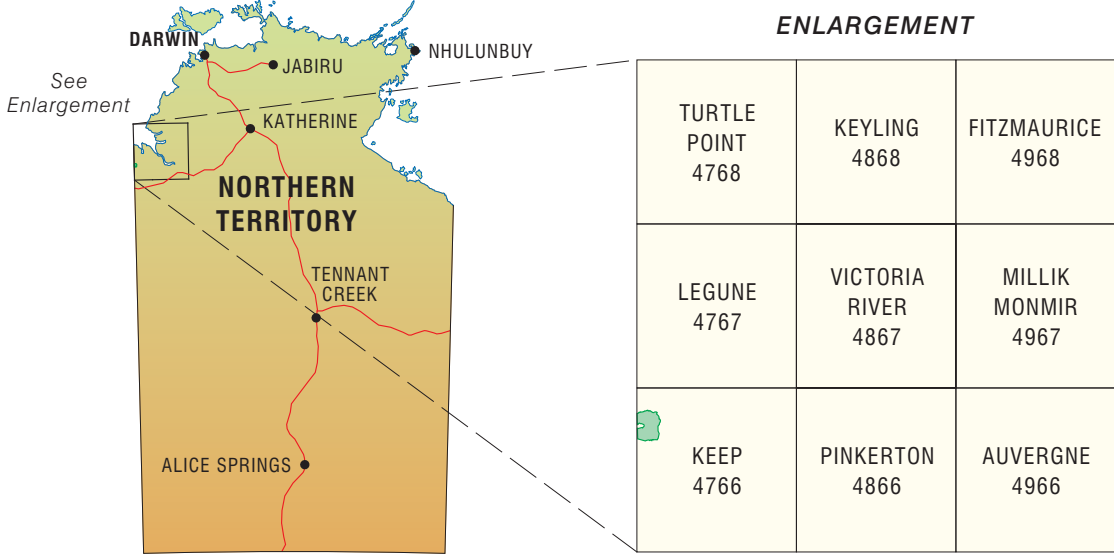 ENLARGEMENT
DARWIN
NHULUNBUY
JABIRU
See
Enlargement
KATHERINE
NORTHERN
TERRITORY
TENNANT
CREEK
ALICE SPRINGS
TURTLE
POINT
4768
KEYLING
4868
FITZMAURICE
4968
LEGUNE
4767
VICTORIA
RIVER
4867
MILLIK
MONMIR
4967
KEEP
4766
PINKERTON
4866
AUVERGNE
4966